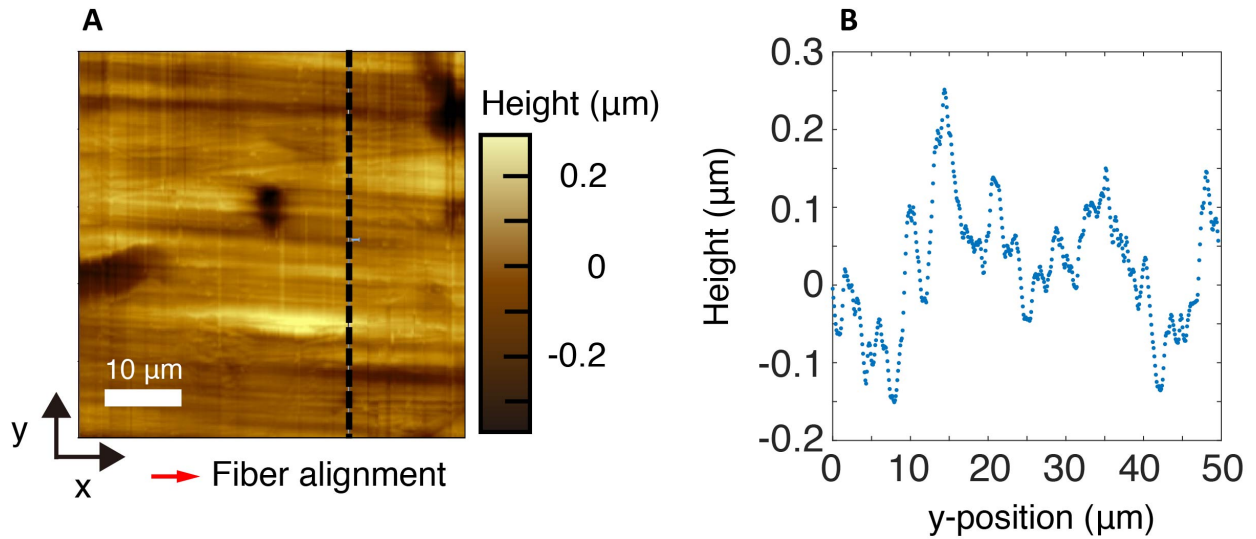 A
Height (µm)
0.2
0
-0.2
10 µm
y
x
Fiber alignment
B
0.3
0.2
0.1
0
-0.1
-0.2
Height (µm)
0 10 20 30 40 50
y-position (µm)